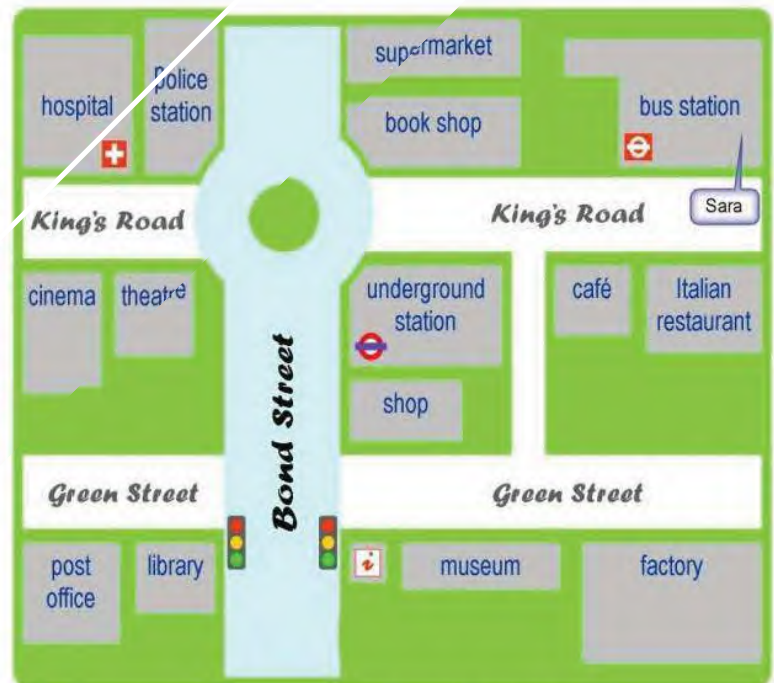 hospital
police
station
supermarket
book shop
bus station
King's Road
King's Road
Sara
cinema
theatre
underground
station
café
Italian
restaurant
shop
Bond Street
Green Street
Green Street
post
office
library
i
museum
factory